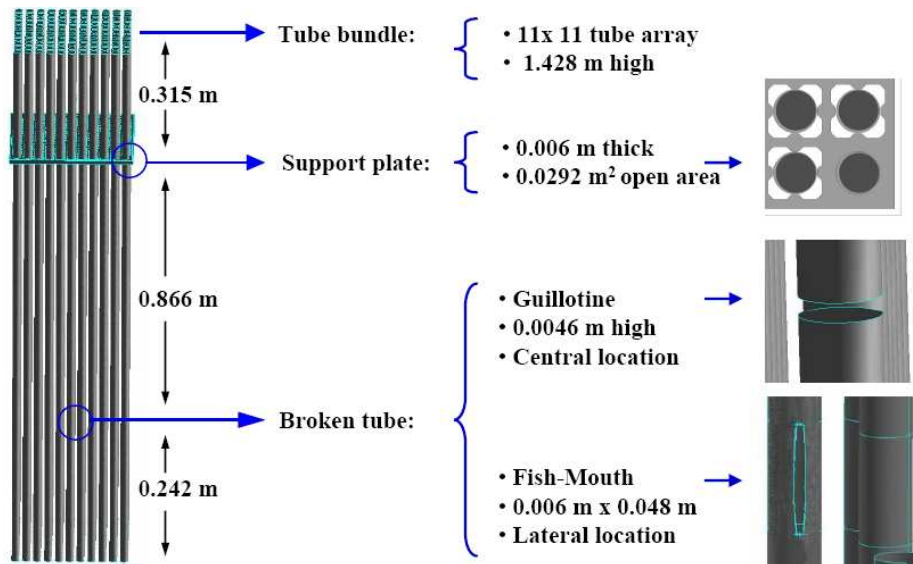 Tube bundle:
• 11x 11 tube array
• 1.428 m high
0.315 m
Support plate:
• 0.006 m thick
• 0.0292 m² open area
0.866 m
• Guillotine
• 0.0046 m high
• Central location
Broken tube:
0.242 m
• Fish-Mouth
• 0.006 m x 0.048 m
• Lateral location